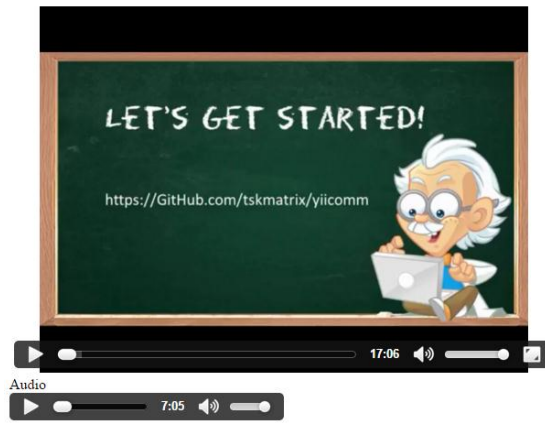 LET'S GET STARTED!
https://GitHub.com/tskmatrix/yiicomm
17:06
Audio
7:05